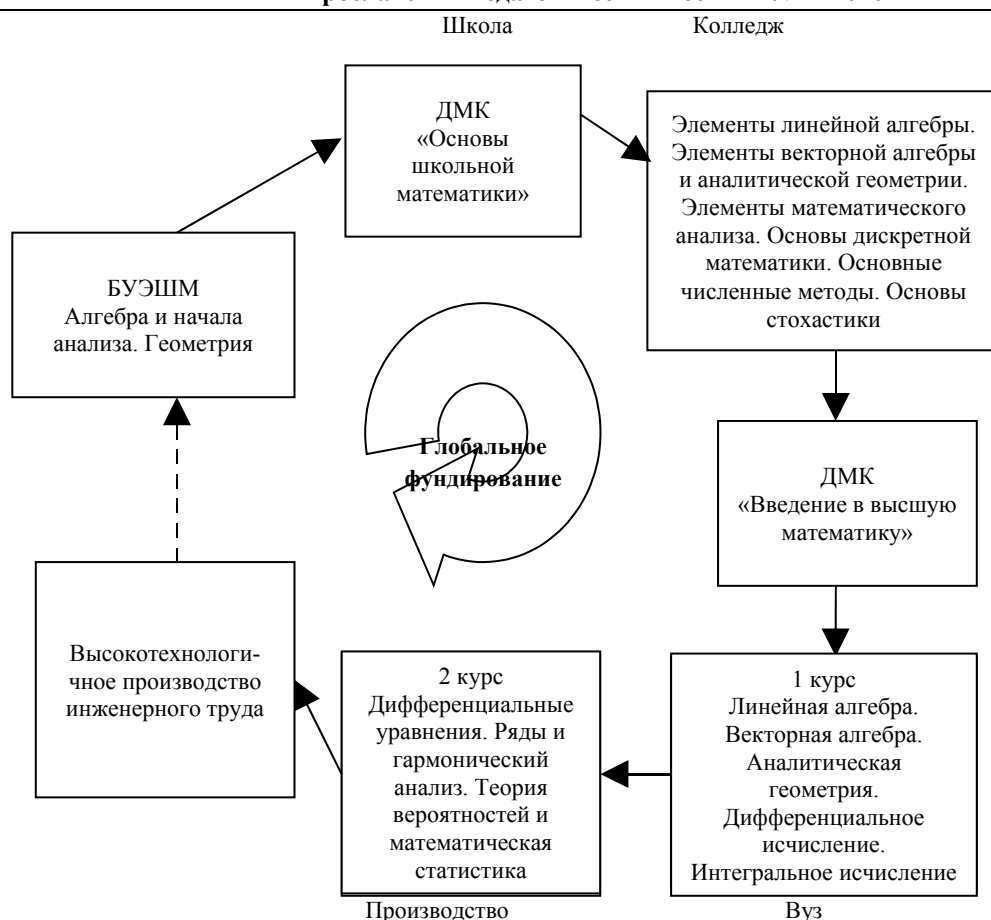 Школа
Колледж
ДМК
«Основы
школьной
математики»
Элементы линейной алгебры.
Элементы векторной алгебры
и аналитической геометрии.
Элементы математического
анализа. Основы дискретной
математики. Основные
численные методы. Основы
стохастики
БУЭШМ
Алгебра и начала
анализа. Геометрия
Глобальное
фундирование
ДМК
«Введение в высшую
математику»
Высокотехнологи-
чное производство
инженерного труда
2 курс
Дифференциальные
уравнения. Ряды и
гармонический
анализ. Теория
вероятностей и
математическая
статистика
1 курс
Линейная алгебра.
Векторная алгебра.
Аналитическая
геометрия.
Дифференциальное
исчисление.
Интегральное исчисление
Производство
Вуз